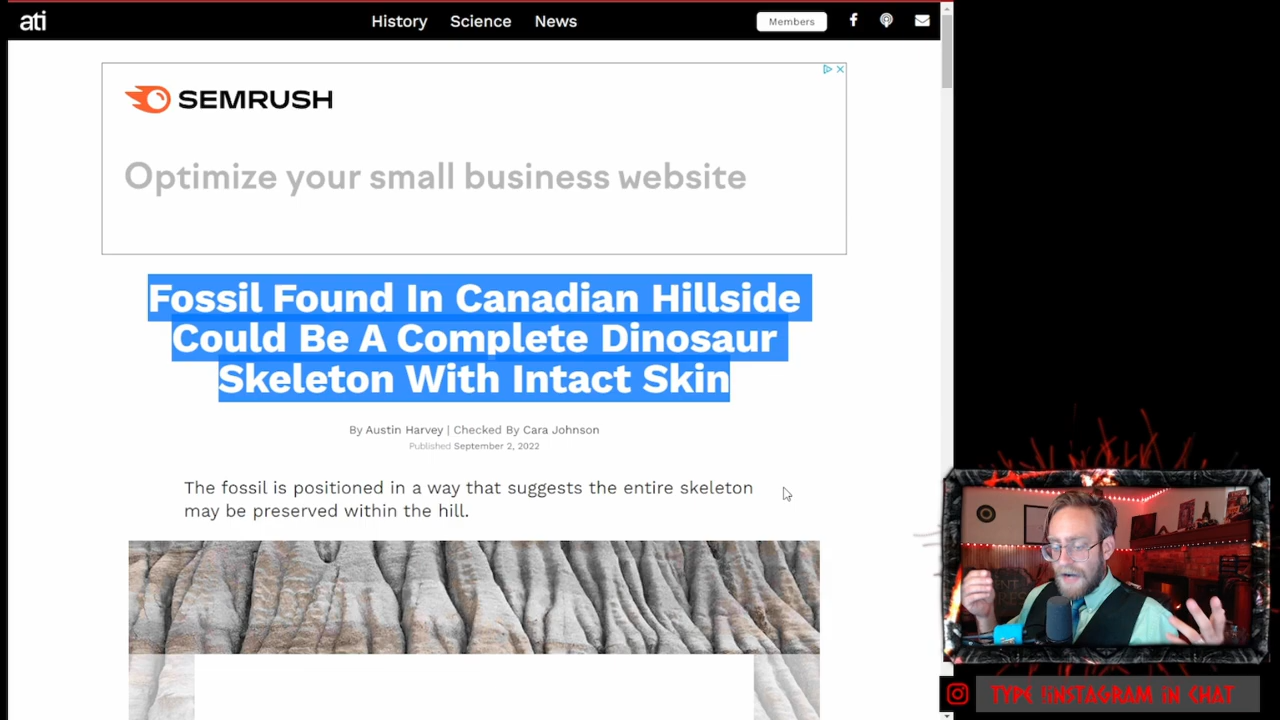 ati
History Science News
Members
SEMRUSH
Optimize your small business website
Fossil Found In Canadian Hillside
Could Be A Complete Dinosaur
Skeleton With Intact Skin
By Austin Harvey | Checked By Cara Johnson
Published September 2, 2022
The fossil is positioned in a way that suggests the entire skeleton
may be preserved within the hill.
TYPE !INSTAGRAM IN CHAT